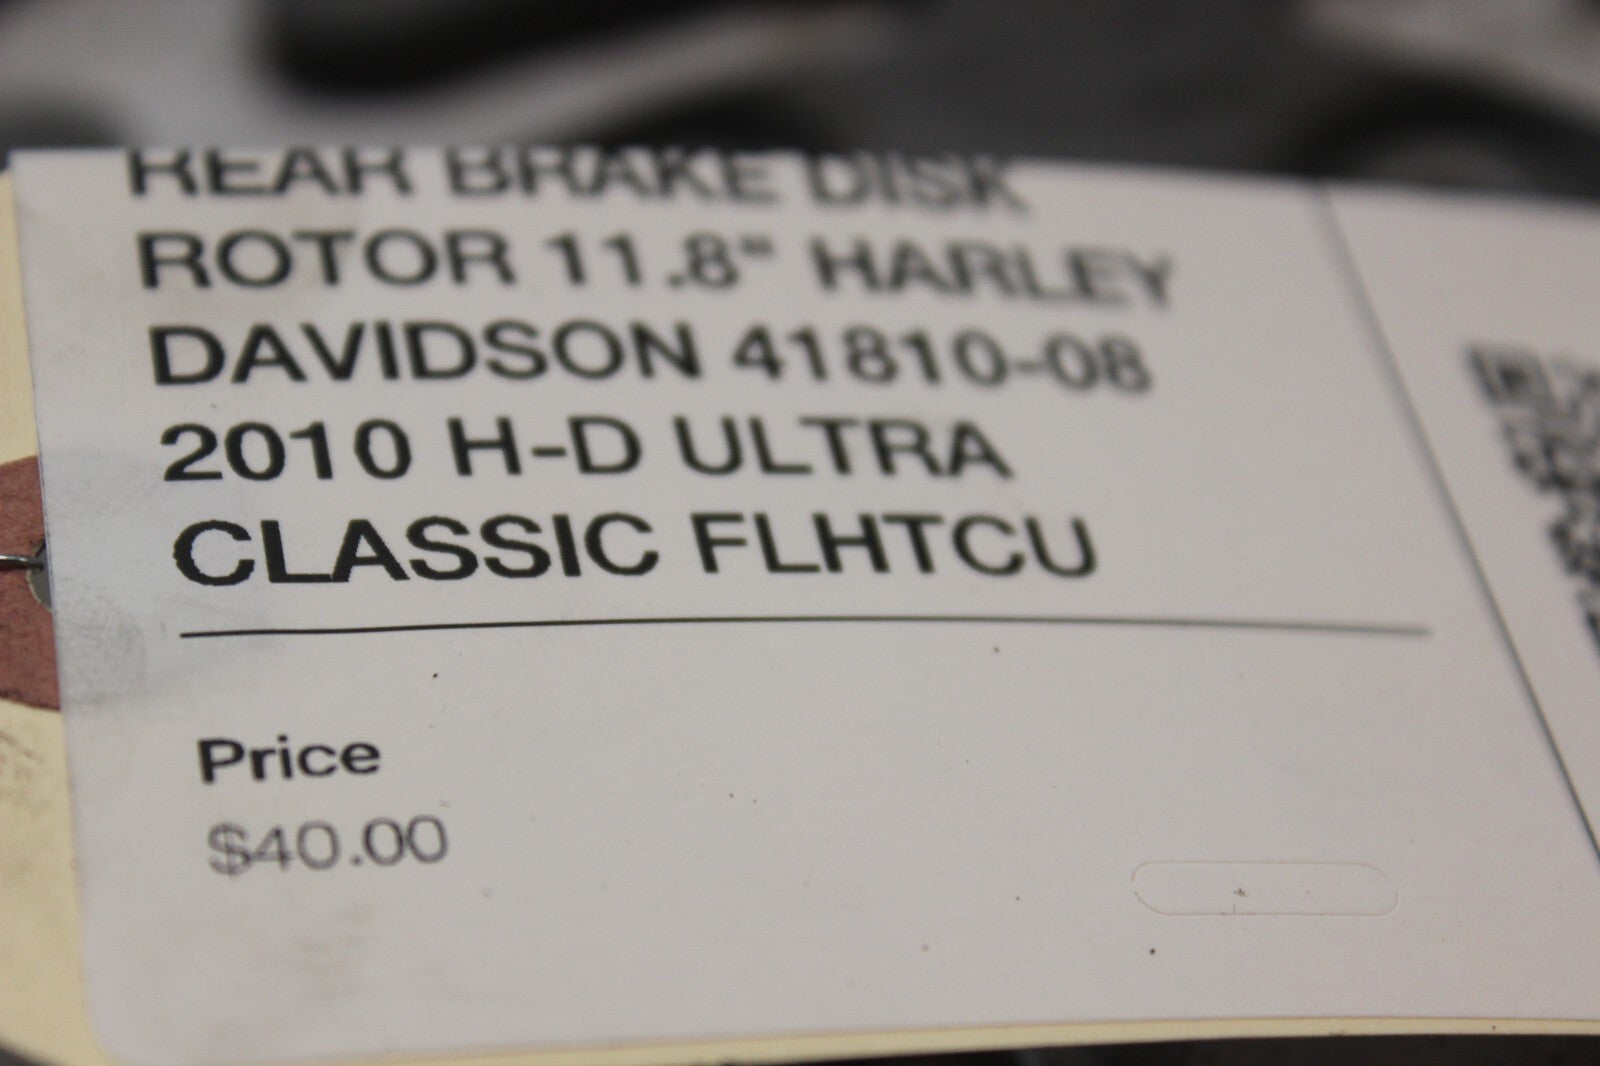 REAR BRAKE DISK
ROTOR 11.8" HARLEY
DAVIDSON 41810-08
2010 H-D ULTRA
CLASSIC FLHTCU
Price
$40.00